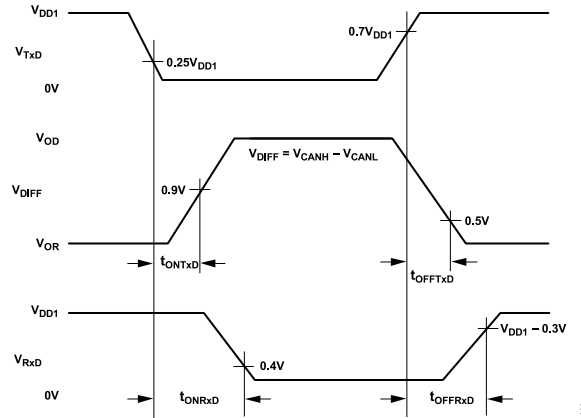 VDD1
0.7VDD1
VTxD
0.25VDD1
0V
VOD
VDIFF = VCANH – VCANL
VDIFF
0.9V
0.5V
VOR
tONTxD
tOFFTxD
VDD1
VDD1 – 0.3V
VRxD
0.4V
0V
tONRxD
tOFFRxD